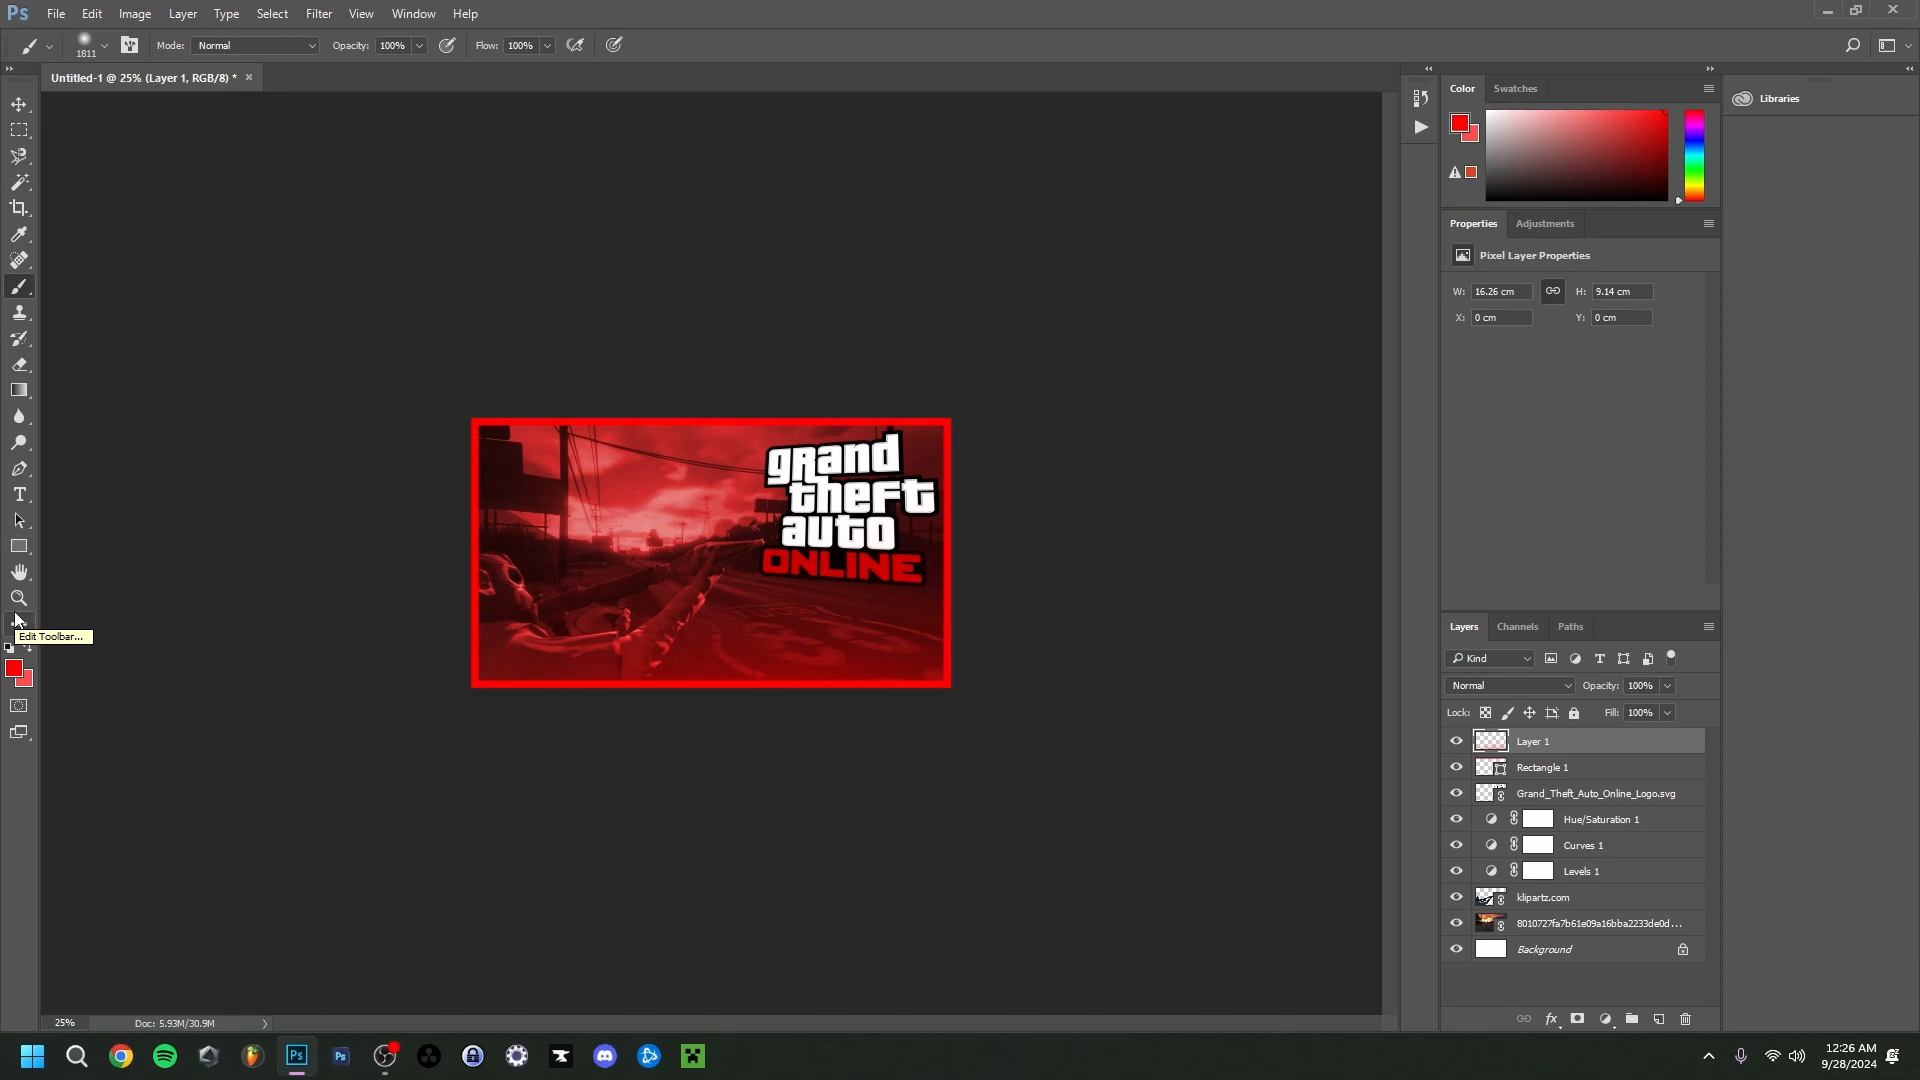 Ps File Edit Image Layer Type Select Filter View Window Help
1811 Mode: Normal Opacity: 100% Flow: 100%
Untitled-1 @ 25% (Layer 1, RGB/8) * ×
Color Swatches
Libraries
Properties Adjustments
Pixel Layer Properties
W: 16.26 cm H: 9.14 cm
X: 0 cm Y: 0 cm
grand
theft
auto
ONLINE
Edit Toolbar...
Layers Channels Paths
Kind
Normal Opacity: 100%
Lock: Fill: 100%
Layer 1
Rectangle 1
Grand_Theft_Auto_Online_Logo.svg
Hue/Saturation 1
Curves 1
Levels 1
klipartz.com
8010727fa7b61e09a16bba2233de0d...
Background
25% Doc: 5.93M/30.9M
Ps Ps
12:26 AM
9/28/2024